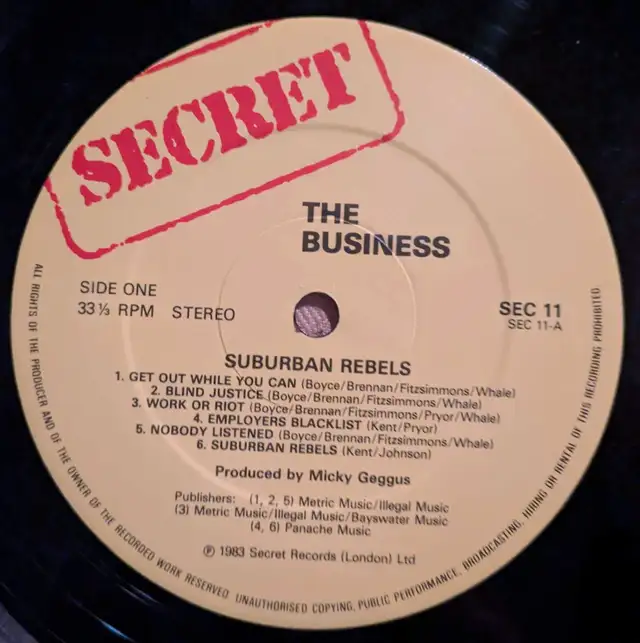 SECRET
THE
BUSINESS
SIDE ONE
33⅓ RPM STEREO
SEC 11
SEC 11-A
SUBURBAN REBELS
1. GET OUT WHILE YOU CAN (Boyce/Brennan/Fitzsimmons/Whale)
2. BLIND JUSTICE (Boyce/Brennan/Fitzsimmons/Whale)
3. WORK OR RIOT (Boyce/Brennan/Fitzsimmons/Pryor/Whale)
4. EMPLOYERS BLACKLIST (Kent/Pryor)
5. NOBODY LISTENED (Boyce/Brennan/Fitzsimmons/Whale)
6. SUBURBAN REBELS (Kent/Johnson)
Produced by Micky Geggus
Publishers: (1, 2, 5) Metric Music/Illegal Music
(3) Metric Music/Illegal Music/Bayswater Music
(4, 6) Panache Music
℗ 1983 Secret Records (London) Ltd
ALL RIGHTS OF THE PRODUCER AND OF THE OWNER OF THE RECORDED WORK RESERVED. UNAUTHORISED COPYING, PUBLIC PERFORMANCE, BROADCASTING, HIRING OR RENTAL OF THIS RECORDING PROHIBITED